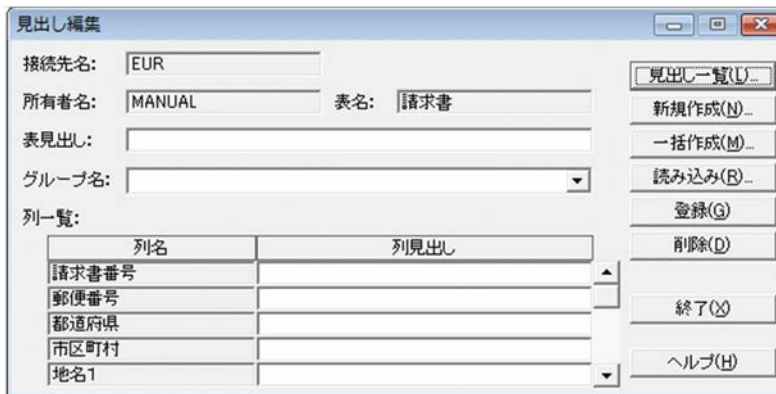 見出し編集
接続先名: EUR
所有者名: MANUAL 表名: 請求書
表見出し:
グループ名:
列一覧:
列名 列見出し
請求書番号
郵便番号
都道府県
市区町村
地名1
見出し一覧(L)...
新規作成(N)...
一括作成(M)...
読み込み(R)...
登録(G)
削除(D)
終了(X)
ヘルプ(H)